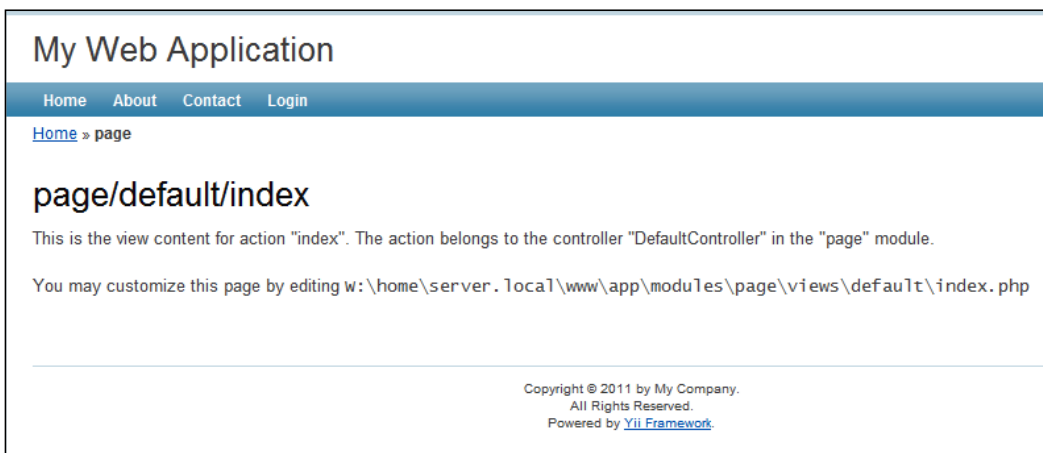 My Web Application
Home About Contact Login
Home » page
page/default/index
This is the view content for action "index". The action belongs to the controller "DefaultController" in the "page" module.
You may customize this page by editing W:\home\server.local\www\app\modules\page\views\default\index.php
Copyright © 2011 by My Company.
All Rights Reserved.
Powered by Yii Framework.